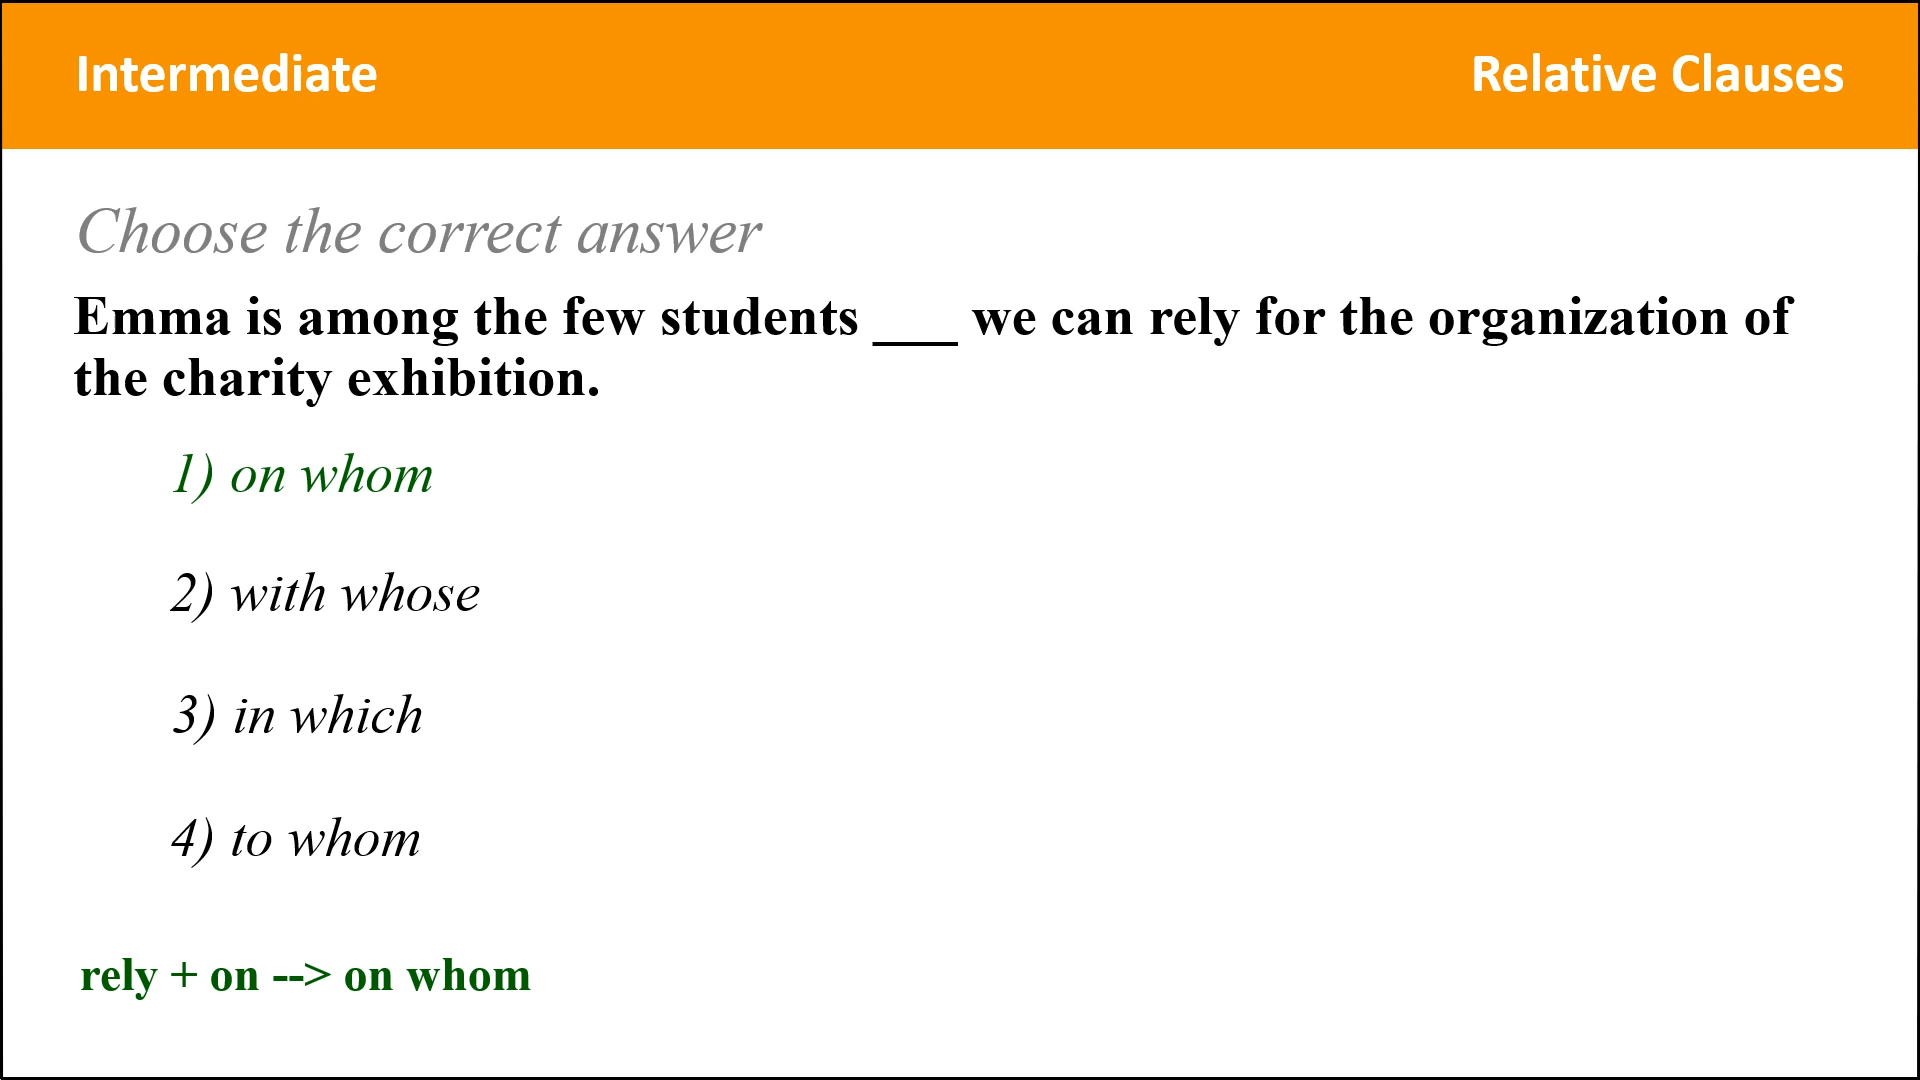 Intermediate
Relative Clauses
Choose the correct answer
Emma is among the few students ___ we can rely for the organization of
the charity exhibition.
1) on whom
2) with whose
3) in which
4) to whom
rely + on --> on whom